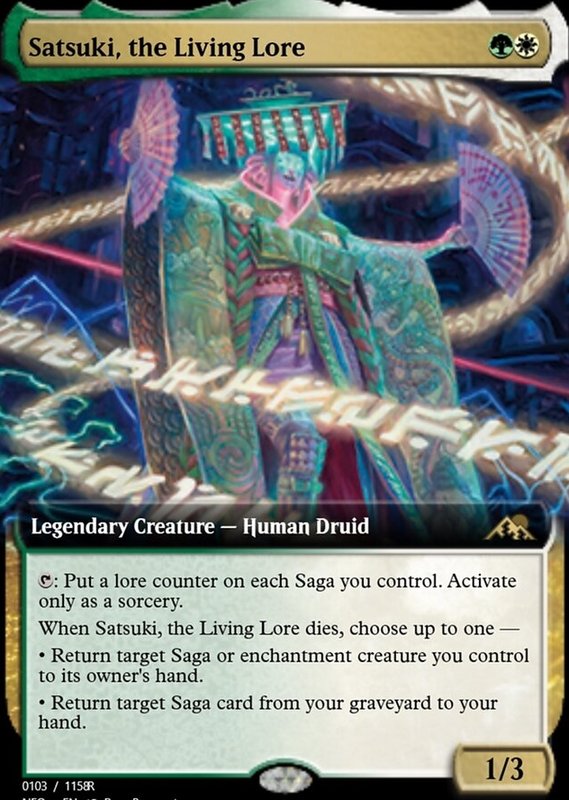 Satsuki, the Living Lore
Legendary Creature — Human Druid
: Put a lore counter on each Saga you control. Activate
only as a sorcery.
When Satsuki, the Living Lore dies, choose up to one —
• Return target Saga or enchantment creature you control
to its owner's hand.
• Return target Saga card from your graveyard to your
hand.
1/3
0103 / 1158R